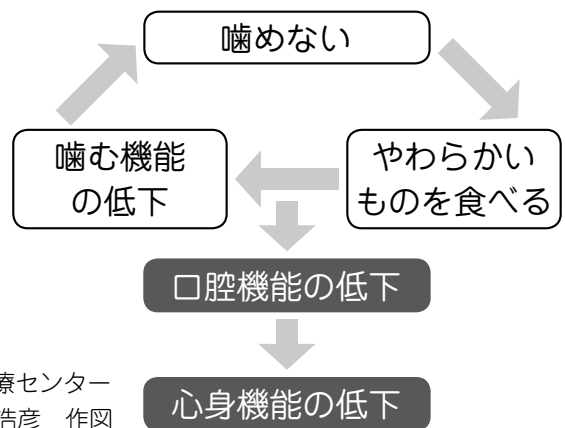 噛めない
噛む機能
の低下
やわらかい
ものを食べる
口腔機能の低下
心身機能の低下
療センター
浩彦 作図